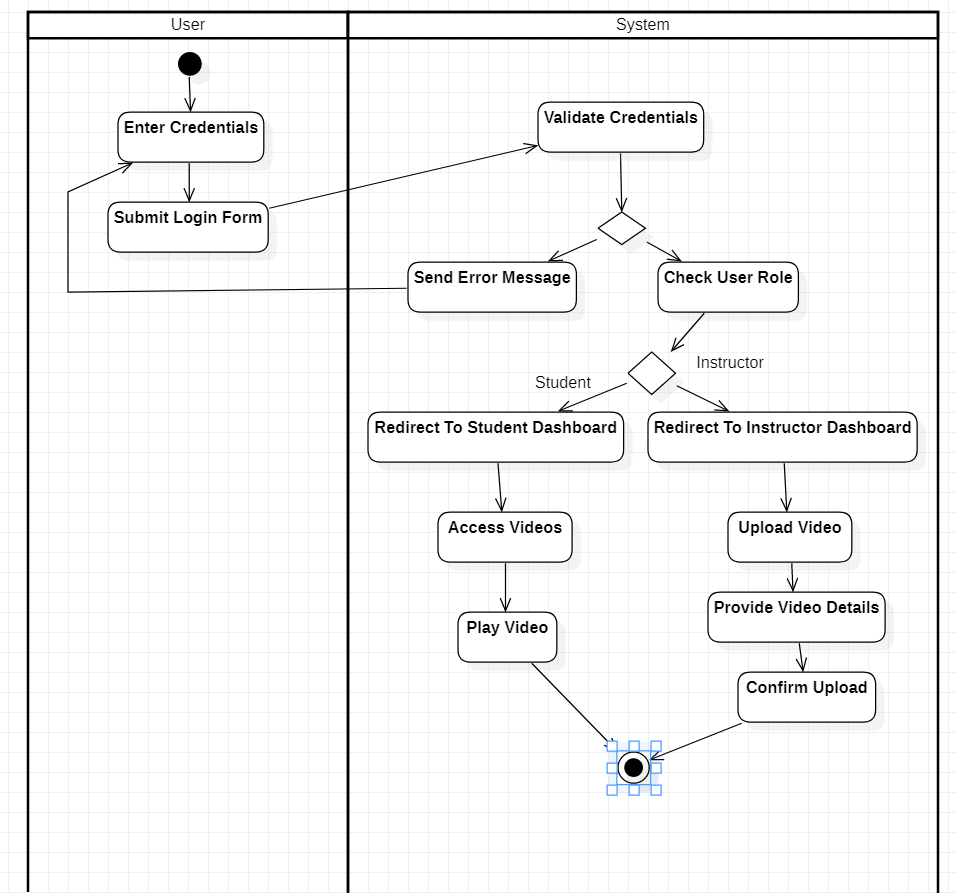 User
System
Enter Credentials
Validate Credentials
Submit Login Form
Send Error Message
Check User Role
Instructor
Student
Redirect To Student Dashboard
Redirect To Instructor Dashboard
Access Videos
Upload Video
Provide Video Details
Play Video
Confirm Upload